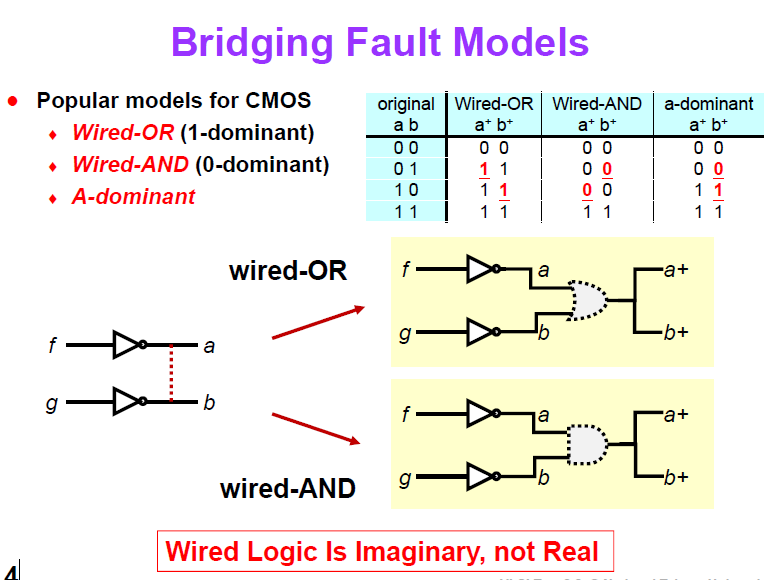 Bridging Fault Models
● Popular models for CMOS
♦ Wired-OR (1-dominant)
♦ Wired-AND (0-dominant)
♦ A-dominant
original Wired-OR Wired-AND a-dominant
a b a⁺ b⁺ a⁺ b⁺ a⁺ b⁺
0 0 0 0 0 0 0 0
0 1 1 1 0 0 0 0
1 0 1 1 0 0 1 1
1 1 1 1 1 1 1 1
wired-OR
f a a+
g b b+
f a
g b
wired-AND
f a a+
g b b+
Wired Logic Is Imaginary, not Real
4